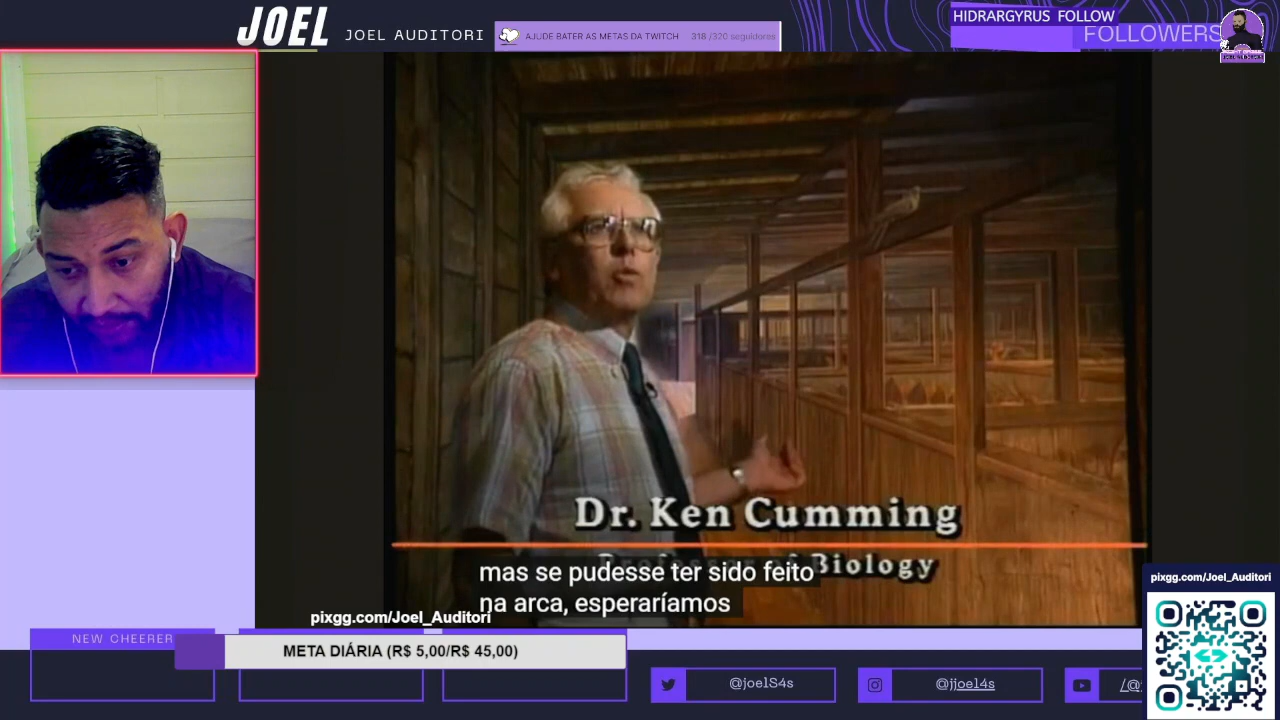 JOEL
JOEL AUDITORI
AJUDE BATER AS METAS DA TWITCH
318 /320 seguidores
HIDRARGYRUS FOLLOW
FOLLOWERS
Dr. Ken Cumming
Professor of Biology
mas se pudesse ter sido feito
na arca, esperaríamos
pixgg.com/Joel_Auditori
pixgg.com/Joel_Auditori
NEW CHEERER
META DIÁRIA (R$ 5,00/R$ 45,00)
@joelS4s
@jjoel4s
/@